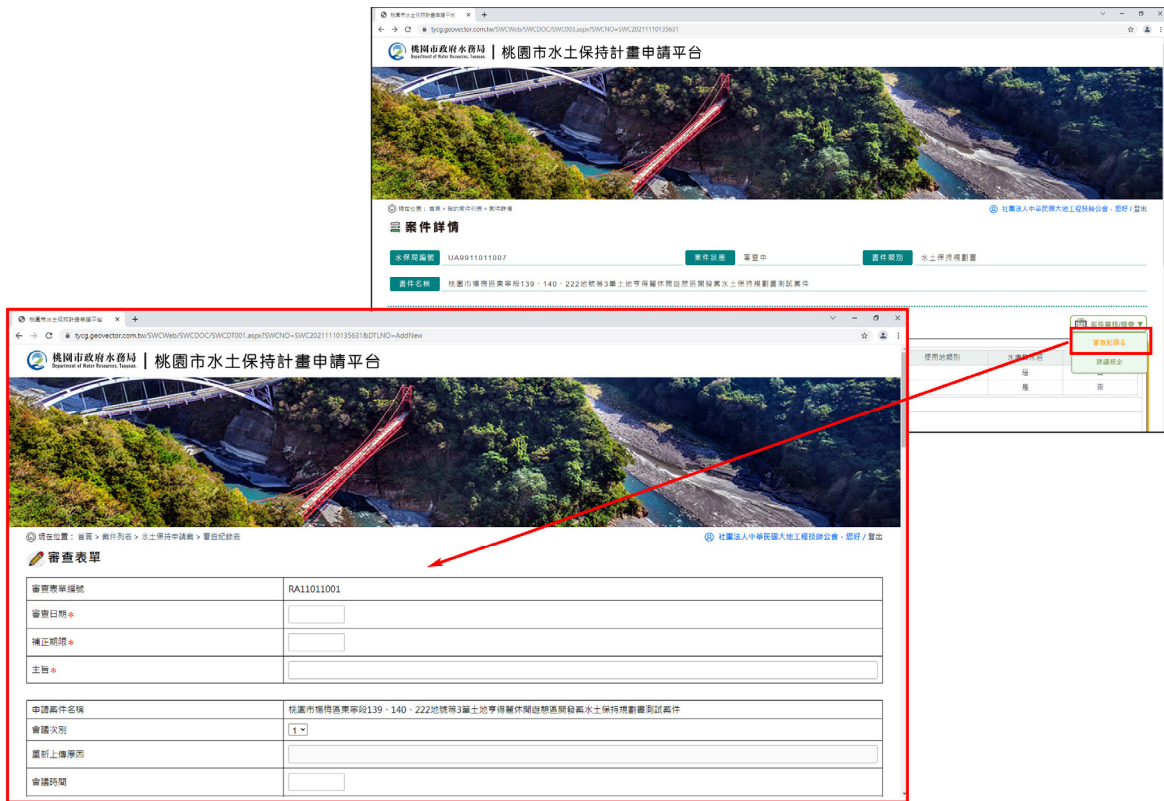 桃園市水土保持計畫申請平台
tycg.geovector.com.tw/SWCWeb/SWCDOC/SWC003.aspx?SWCNO=SWC20211110135631
桃園市政府水務局
Department of Water Resources, Taoyuan.
桃園市水土保持計畫申請平台
現在位置： 首頁 > 我的案件列表 > 案件詳情
社團法人中華民國大地工程技師公會，您好 / 登出
案件詳情
水保局編號 UA9911011007 案件狀態 審查中 書件類別 水土保持規劃書
書件名稱 桃園市楊梅區東寧段139、140、222地號等3筆土地亨得麗休閒遊憩區開發案水土保持規劃書測試案件
案件審核/檢查 ▼
審查紀錄表
建議核定
使用地類別
是
是 否
桃園市水土保持計畫申請平台
tycg.geovector.com.tw/SWCWeb/SWCDOC/SWCDT001.aspx?SWCNO=SWC20211110135631&DTLNO=AddNew
桃園市政府水務局
Department of Water Resources, Taoyuan.
桃園市水土保持計畫申請平台
現在位置： 首頁 > 案件列表 > 水土保持申請案 > 審查紀錄表
社團法人中華民國大地工程技師公會，您好 / 登出
審查表單
審查表單編號 RA11011001
審查日期＊
補正期限＊
主旨＊
申請案件名稱 桃園市楊梅區東寧段139、140、222地號等3筆土地亨得麗休閒遊憩區開發案水土保持規劃書測試案件
會議次別 1
重新上傳原因
會議時間